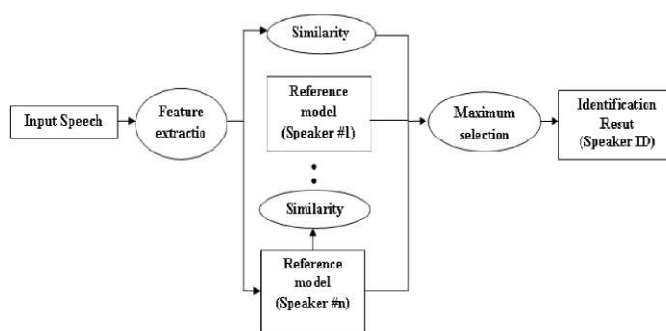 Input Speech
Feature
extractio
Similarity
Reference
model
(Speaker #1)
Similarity
Reference
model
(Speaker #n)
Maximum
selection
Identification
Resut
(Speaker ID)